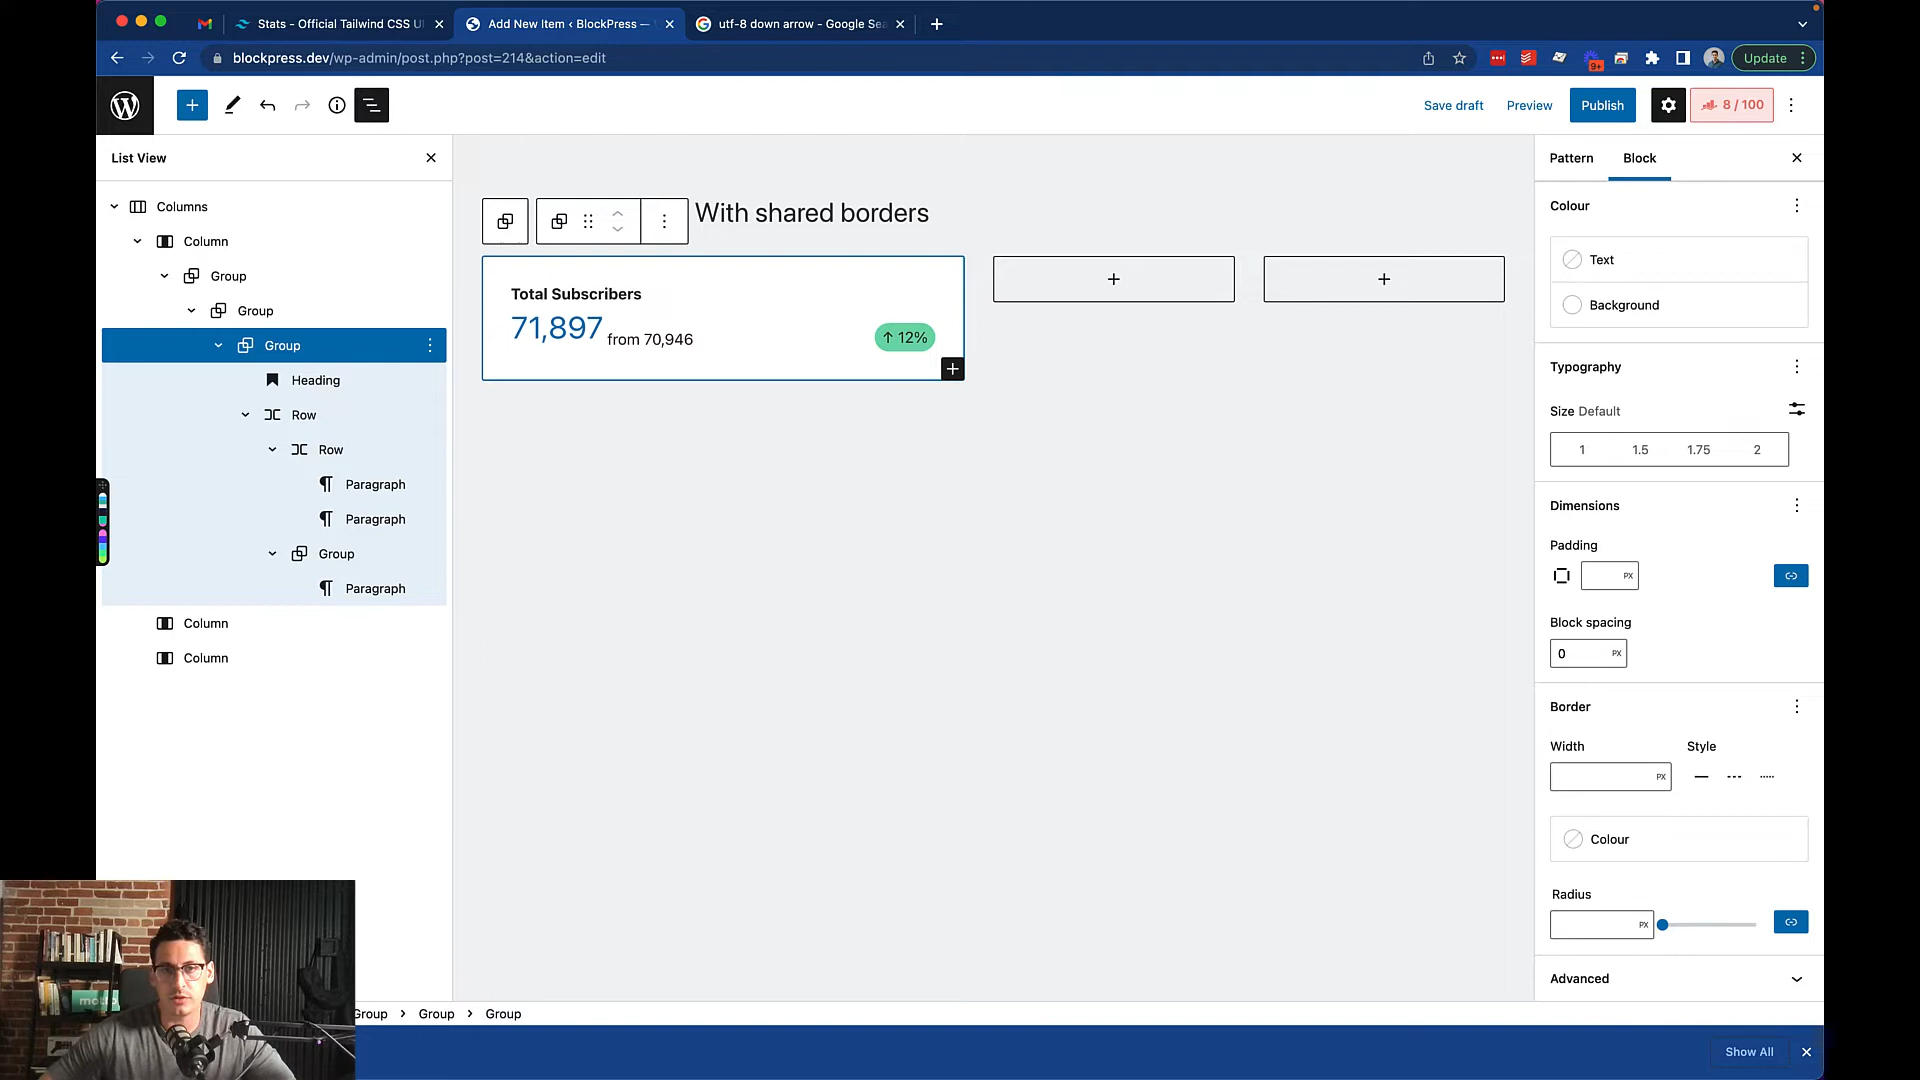 Stats - Official Tailwind CSS U
Add New Item ‹ BlockPress —
utf-8 down arrow - Google Sea
blockpress.dev/wp-admin/post.php?post=214&action=edit
9+
Update
Save draft
Preview
Publish
8 / 100
List View
Columns
Column
Group
Group
Group
Heading
Row
Row
Paragraph
Paragraph
Group
Paragraph
Column
Column
With shared borders
Total Subscribers
71,897 from 70,946
↑ 12%
Pattern
Block
Colour
Text
Background
Typography
Size Default
1 1.5 1.75 2
Dimensions
Padding
PX
Block spacing
0 PX
Border
Width Style
PX
Colour
Radius
PX
Advanced
Group > Group > Group
Show All